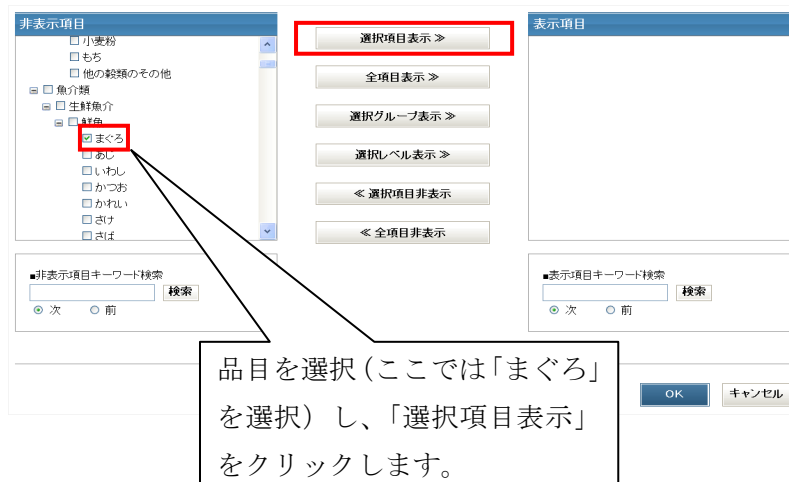 非表示項目
小麦粉
もち
他の穀類のその他
魚介類
生鮮魚介
鮮魚
まぐろ
あじ
いわし
かつお
かれい
さけ
さば
選択項目表示 ≫
全項目表示 ≫
選択グループ表示 ≫
選択レベル表示 ≫
≪ 選択項目非表示
≪ 全項目非表示
表示項目
■非表示項目キーワード検索
検索
次 前
■表示項目キーワード検索
検索
次 前
OK キャンセル
品目を選択(ここでは「まぐろ」
を選択)し、「選択項目表示」
をクリックします。